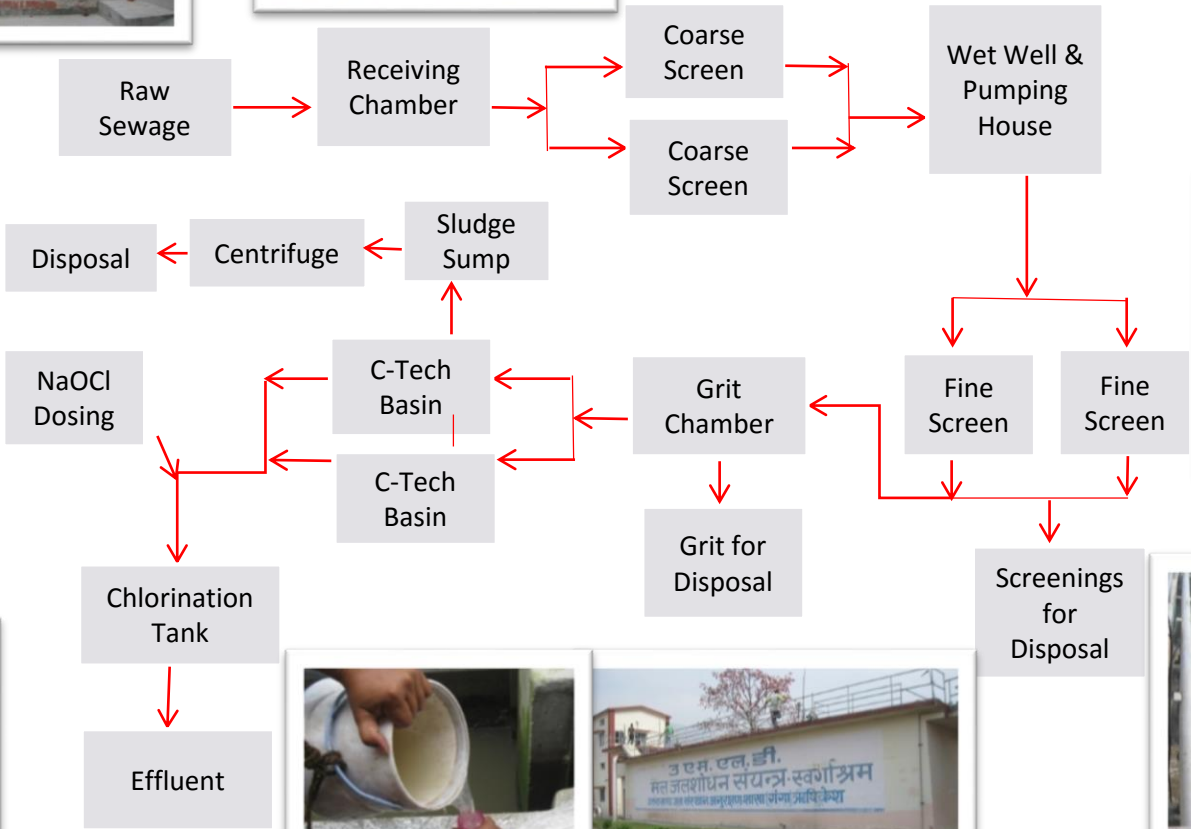 Raw
Sewage
Receiving
Chamber
Coarse
Screen
Coarse
Screen
Wet Well &
Pumping
House
Disposal
Centrifuge
Sludge
Sump
NaOCl
Dosing
C-Tech
Basin
C-Tech
Basin
Grit
Chamber
Fine
Screen
Fine
Screen
Grit for
Disposal
Screenings
for
Disposal
Chlorination
Tank
Effluent
उ एम. एल. डी.
मल जलशोधन संयन्त्र-स्वर्गाश्रम